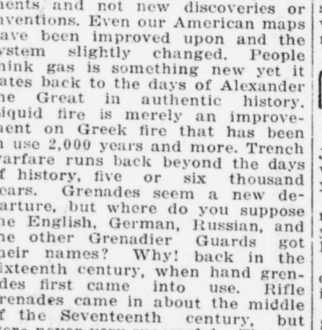 ments and not new discoveries or
nventions. Even our American maps
ave been improved upon and the
ystem slightly changed. People
hink gas is something new yet it
ates back to the days of Alexander
he Great in authentic history.
iquid fire is merely an improve-
ent on Greek fire that has been
n use 2,000 years and more. Trench
arfare runs back beyond the days
f history, five or six thousand
ears. Grenades seem a new de-
arture, but where do you suppose
he English, German, Russian, and
he other Grenadier Guards got
heir names? Why! back in the
ixteenth century, when hand gren-
des first came into use. Rifle
renades came in about the middle
f the Seventeenth century, but